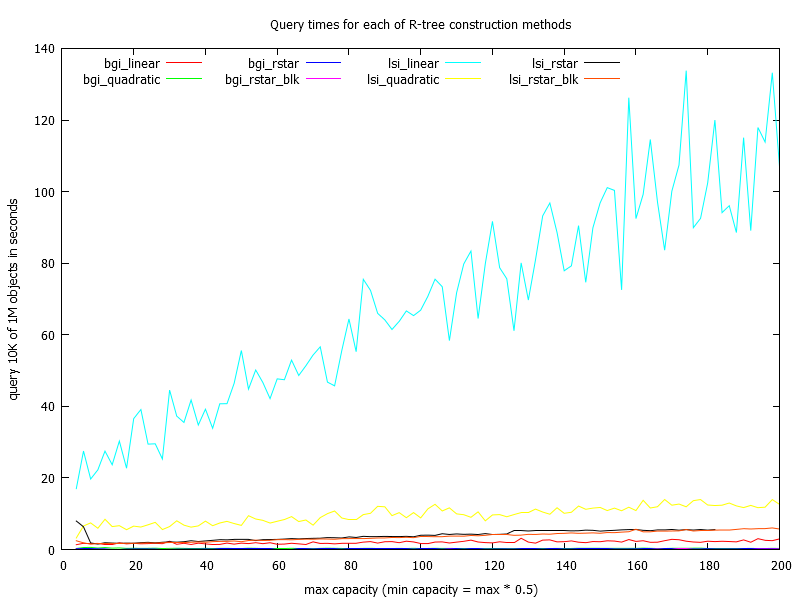 Query times for each of R-tree construction methods
bgi_linear bgi_rstar lsi_linear lsi_rstar
bgi_quadratic bgi_rstar_blk lsi_quadratic lsi_rstar_blk
140
120
100
80
60
40
20
0
query 10K of 1M objects in seconds
0 20 40 60 80 100 120 140 160 180 200
max capacity (min capacity = max * 0.5)